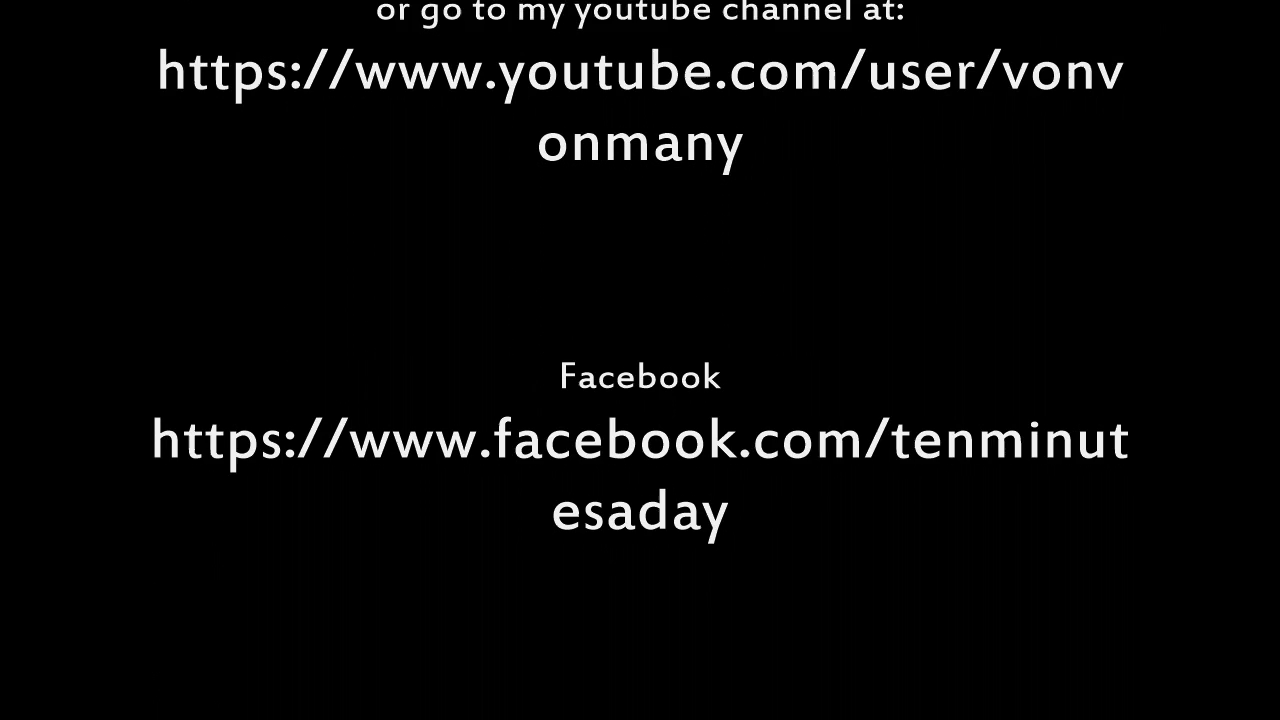 or go to my youtube channel at:
https://www.youtube.com/user/vonv
onmany
Facebook
https://www.facebook.com/tenminut
esaday